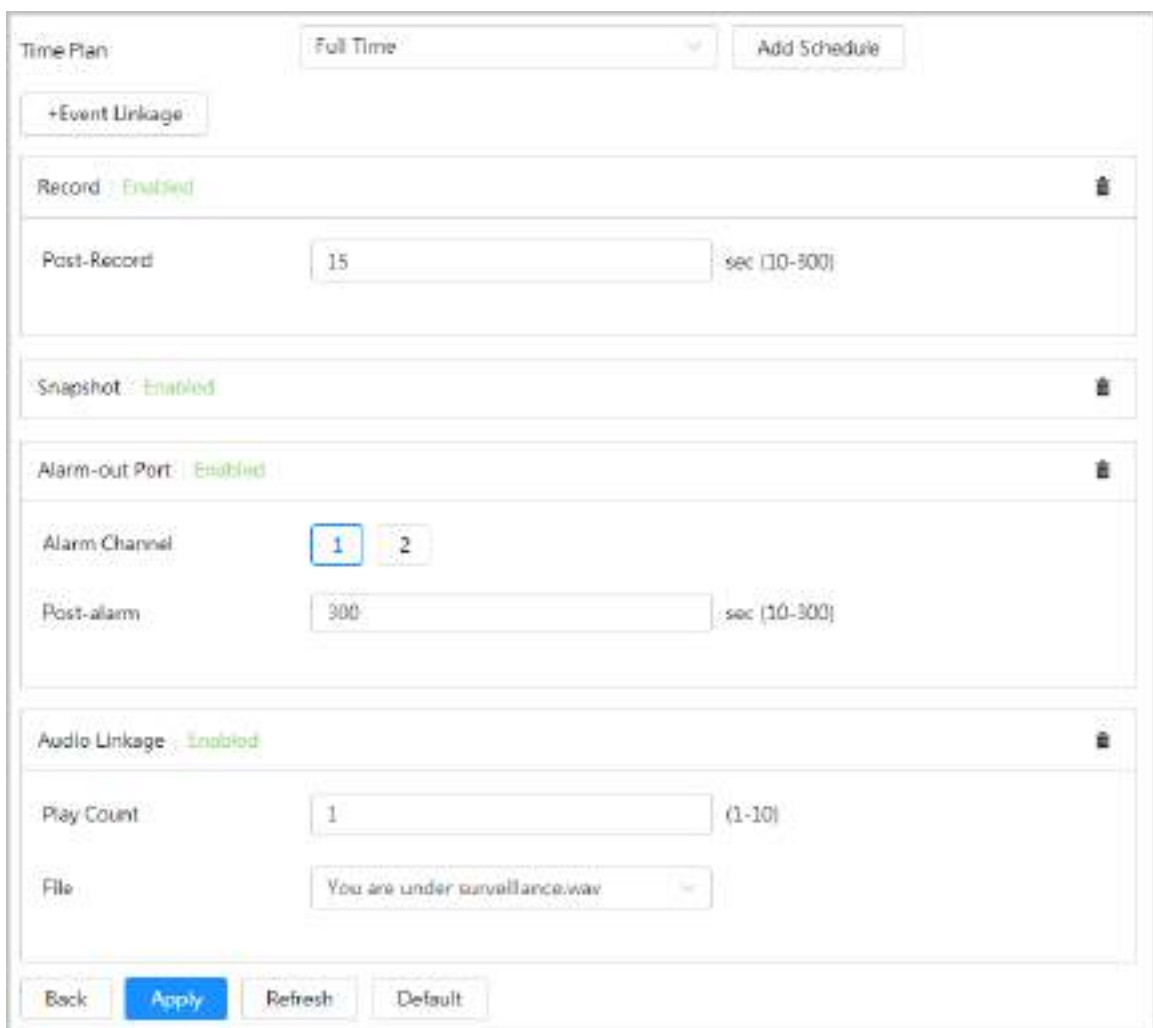 Time Plan Full Time Add Schedule
+Event Linkage
Record Enabled
Post-Record 15 sec (10-300)
Snapshot Enabled
Alarm-out Port Enabled
Alarm Channel 1 2
Post-alarm 300 sec (10-300)
Audio Linkage Enabled
Play Count 1 (1-10)
File You are under surveillance.wav
Back Apply Refresh Default